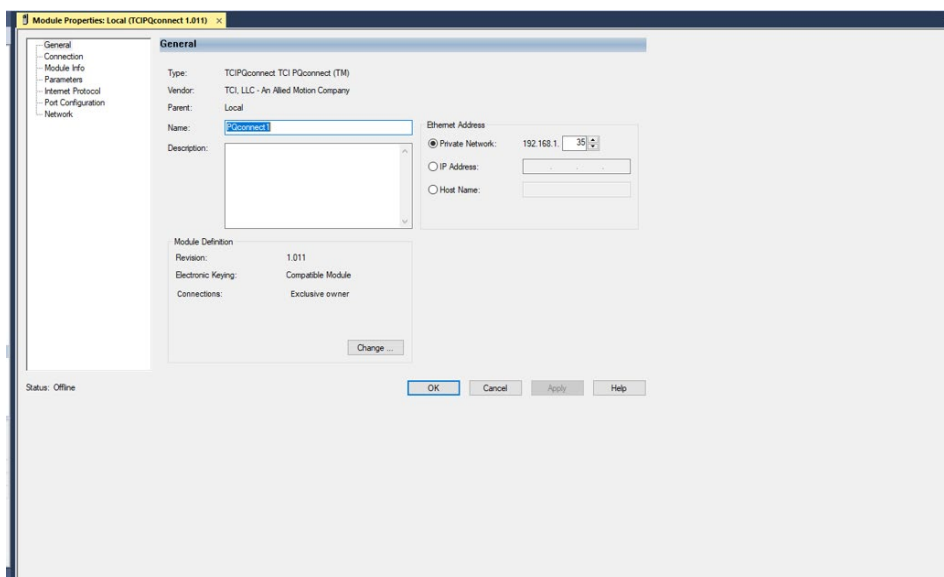 Module Properties: Local (TCIPQconnect 1.011) ×
General
Connection
Module Info
Parameters
Internet Protocol
Port Configuration
Network
General
Type: TCIPQconnect TCI PQconnect (TM)
Vendor: TCI, LLC - An Allied Motion Company
Parent: Local
Name: PQconnect1
Description:
Ethernet Address
Private Network: 192.168.1. 35
IP Address: . . .
Host Name:
Module Definition
Revision: 1.011
Electronic Keying: Compatible Module
Connections: Exclusive owner
Change ...
Status: Offline
OK Cancel Apply Help